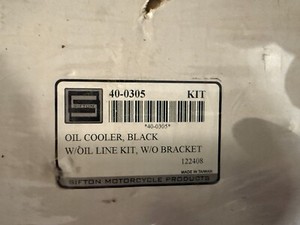 40-0305 KIT
*40-0305*
OIL COOLER, BLACK
W/OIL LINE KIT, W/O BRACKET
122408
MADE IN TAIWAN
SIFTON MOTORCYCLE PRODUCTS